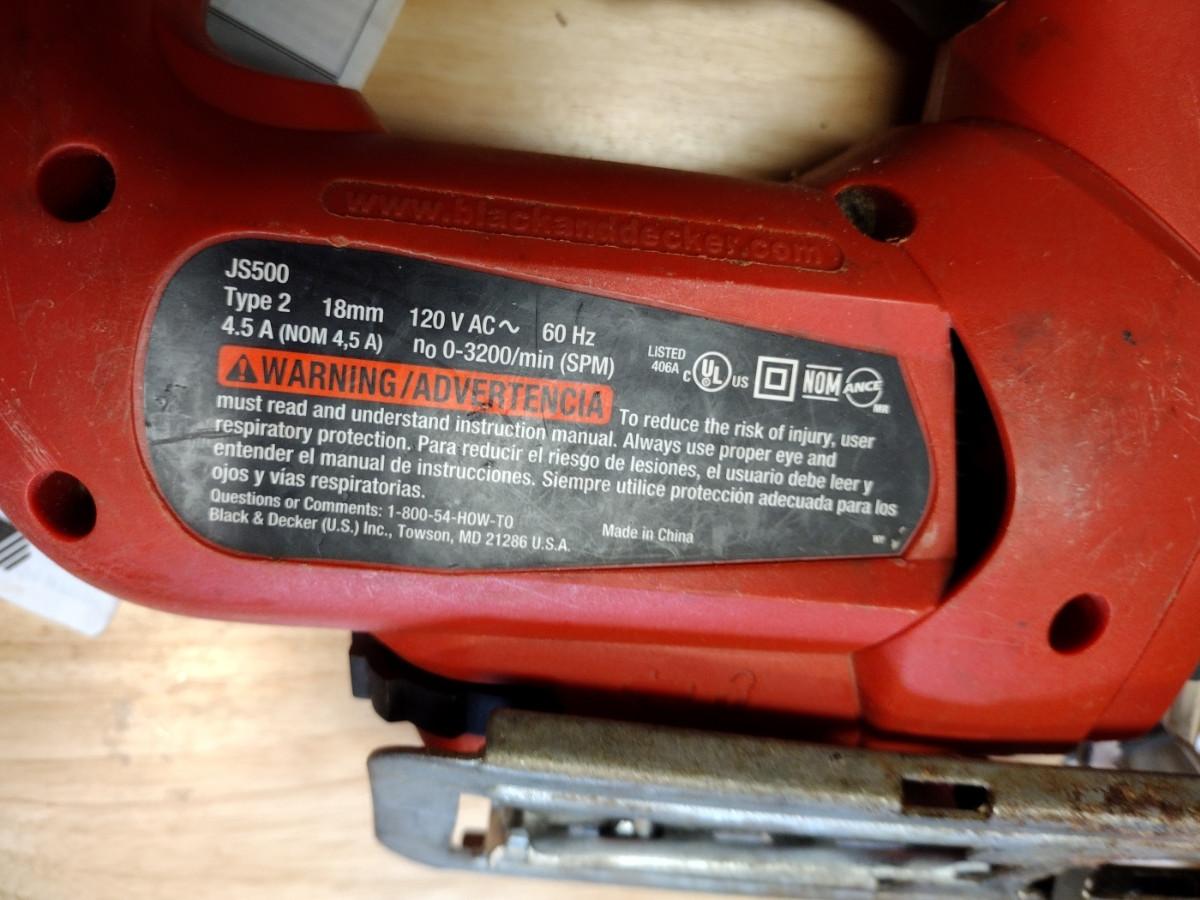 www.blackanddecker.com
JS500
Type 2 18mm 120 V AC~ 60 Hz
4.5 A (NOM 4,5 A) no 0-3200/min (SPM)
LISTED
406A c UL US NOM ANCE
MR
WARNING/ADVERTENCIA To reduce the risk of injury, user
must read and understand instruction manual. Always use proper eye and
respiratory protection. Para reducir el riesgo de lesiones, el usuario debe leer y
entender el manual de instrucciones. Siempre utilice protección adecuada para los
ojos y vías respiratorias.
Questions or Comments: 1-800-54-HOW-TO
Black & Decker (U.S.) Inc., Towson, MD 21286 U.S.A. Made in China